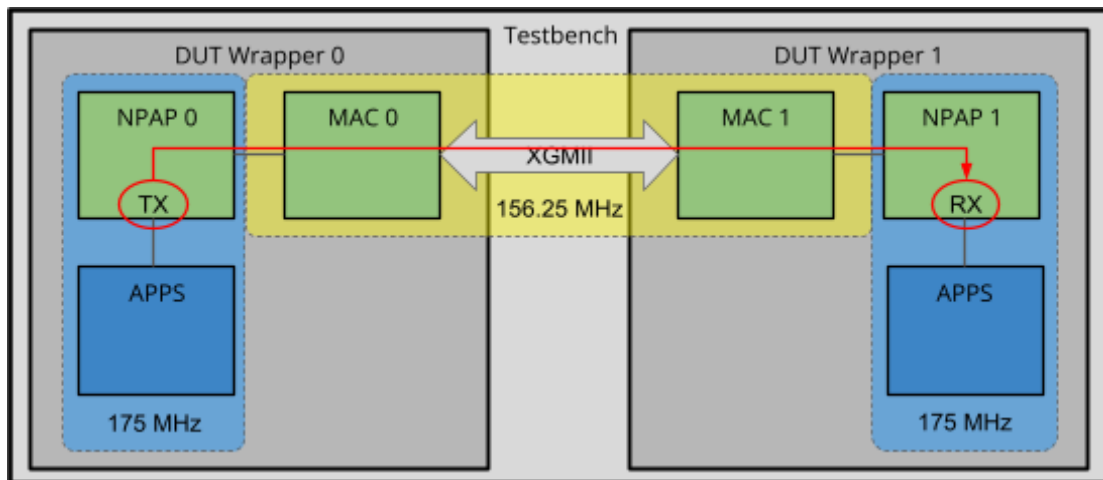 Testbench
DUT Wrapper 0
DUT Wrapper 1
NPAP 0
MAC 0
MAC 1
NPAP 1
XGMII
TX
RX
156.25 MHz
APPS
APPS
175 MHz
175 MHz